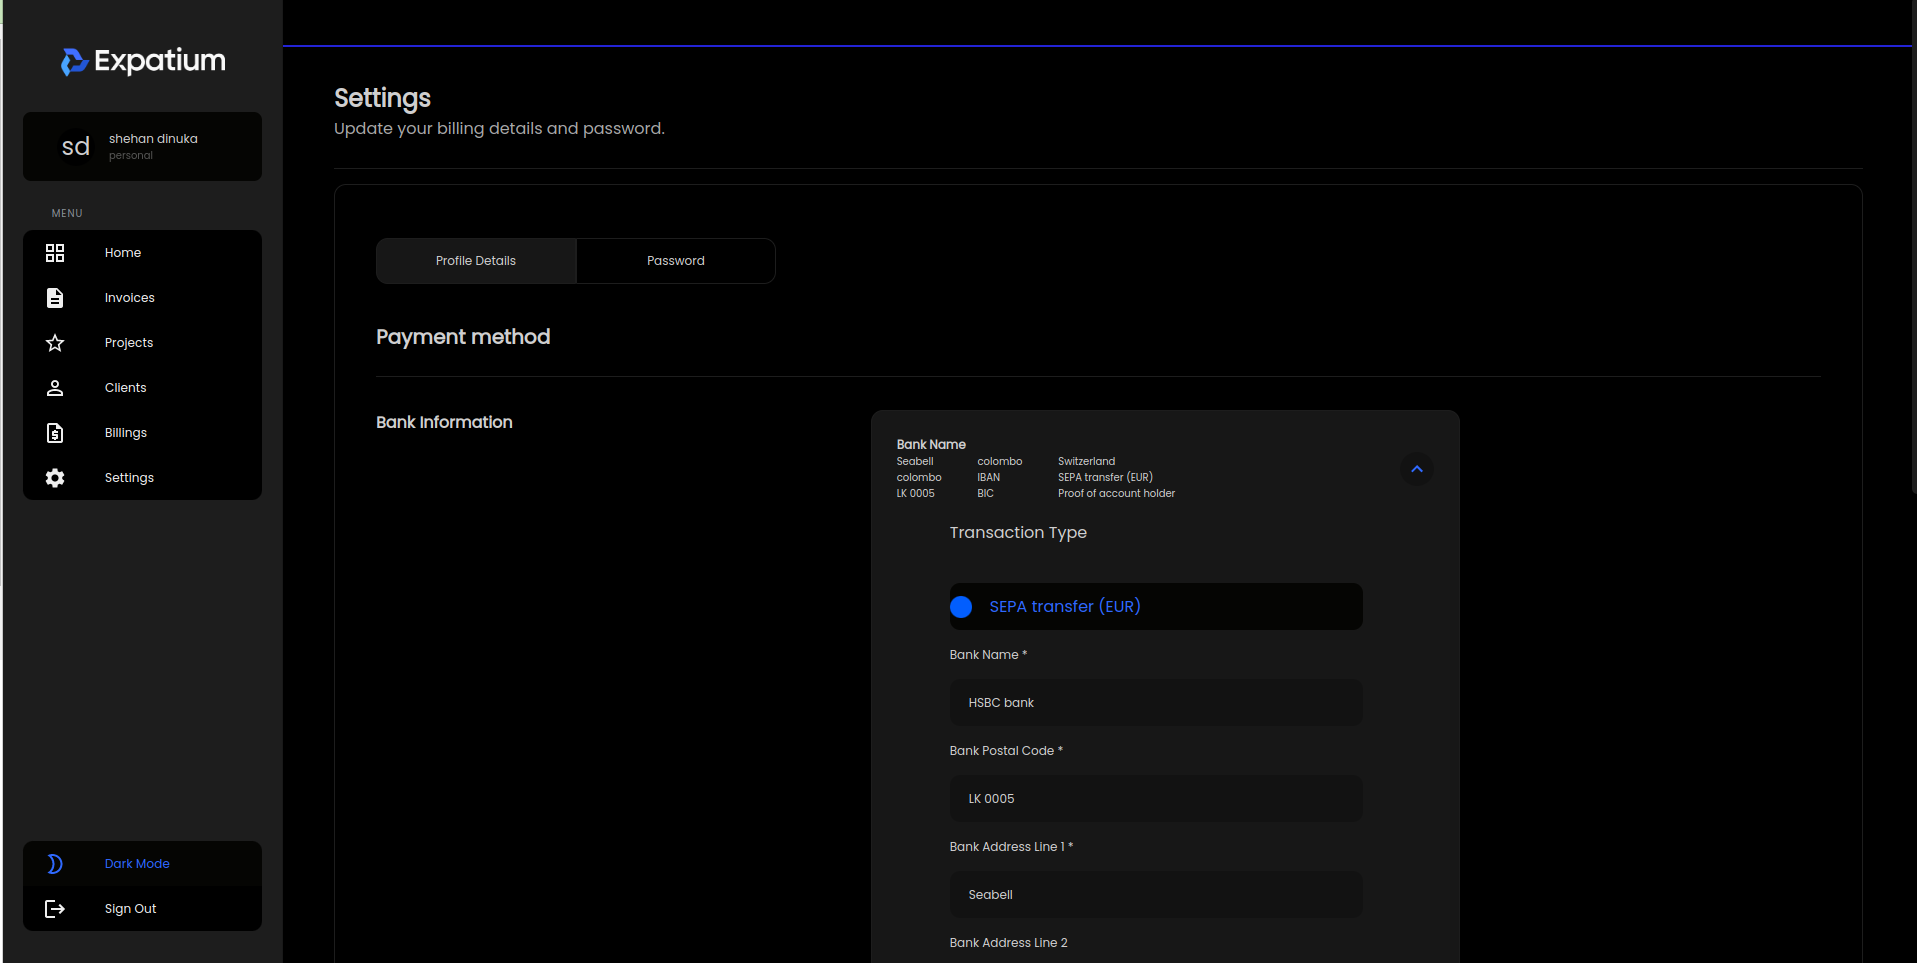 Expatium
sd
shehan dinuka
personal
MENU
Home
Invoices
Projects
Clients
Billings
Settings
Dark Mode
Sign Out
Settings
Update your billing details and password.
Profile Details
Password
Payment method
Bank Information
Bank Name
Seabell colombo Switzerland
colombo IBAN SEPA transfer (EUR)
LK 0005 BIC Proof of account holder
Transaction Type
SEPA transfer (EUR)
Bank Name *
HSBC bank
Bank Postal Code *
LK 0005
Bank Address Line 1 *
Seabell
Bank Address Line 2